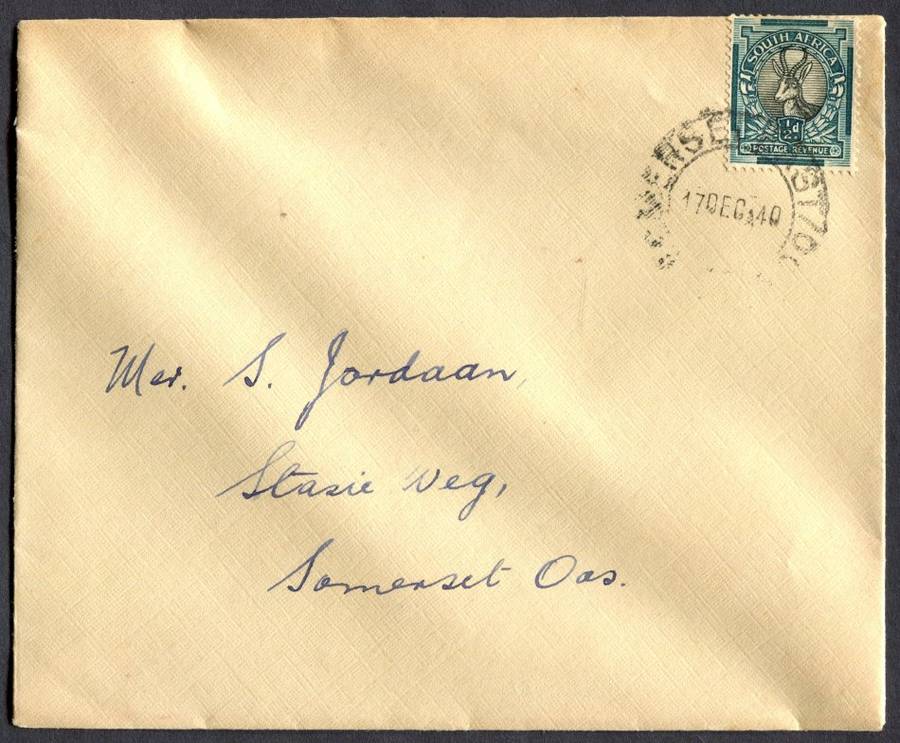 SOUTH AFRICA
½d
POSTAGE REVENUE
17 DEC 40
Mev. S. Jordaan,
Stasie Weg,
Somerset Oos.